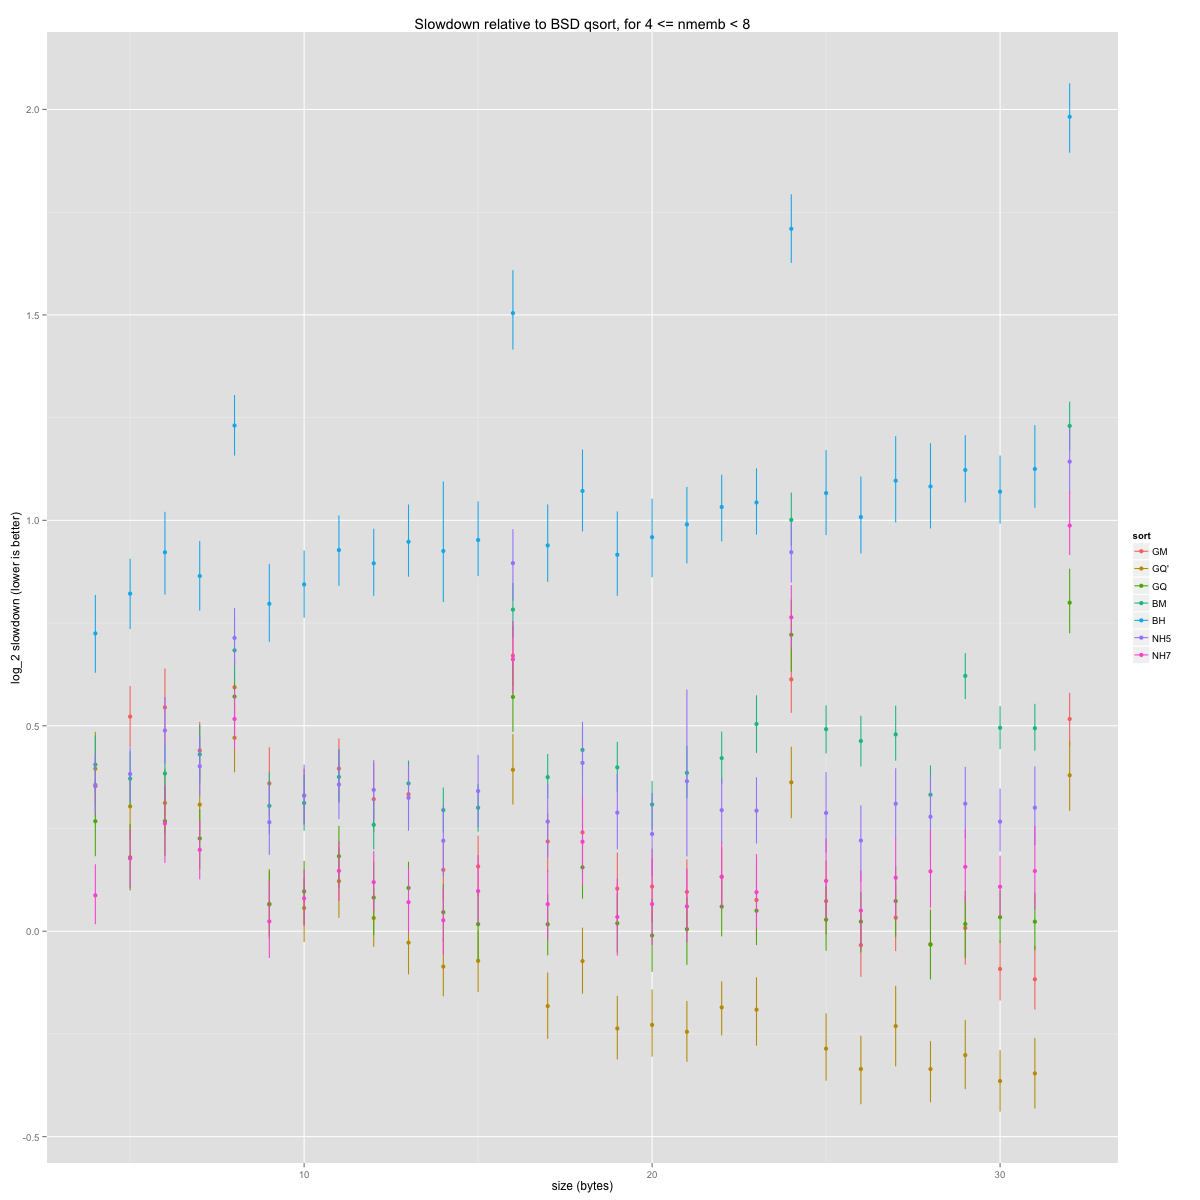 Slowdown relative to BSD qsort, for 4 <= nmemb < 8
log_2 slowdown (lower is better)
2.0
1.5
1.0
0.5
0.0
-0.5
10
20
30
size (bytes)
sort
GM
GQ'
GQ
BM
BH
NH5
NH7